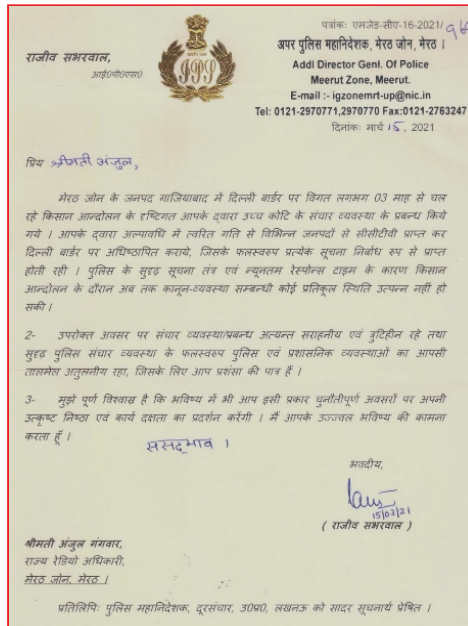 पत्रांकः एमजेड-सीए-16-2021/
राजीव सभरवाल,
आई0पी0एस0
IPS
अपर पुलिस महानिदेशक, मेरठ जोन, मेरठ ।
Addl Director Genl. Of Police
Meerut Zone, Meerut.
E-mail :- igzonemrt-up@nic.in
Tel: 0121-2970771,2970770 Fax:0121-2763247
दिनांकः मार्च 15, 2021
प्रिय श्रीमती अंजुल,
मेरठ जोन के जनपद गाजियाबाद में दिल्ली बार्डर पर विगत लगभग 03 माह से चल
रहे किसान आन्दोलन के दृष्टिगत आपके द्वारा उच्च कोटि के संचार व्यवस्था के प्रबन्ध किये
गये । आपके द्वारा अल्पावधि में त्वरित गति से विभिन्न जनपदों से सीसीटीवी प्राप्त कर
दिल्ली बार्डर पर अधिष्ठापित कराये, जिसके फलस्वरुप प्रत्येक सूचना निर्बाध रुप से प्राप्त
होती रही । पुलिस के सुदृढ़ सूचना तंत्र एवं न्यूनतम रेस्पोन्स टाइम के कारण किसान
आन्दोलन के दौरान अब तक कानून-व्यवस्था सम्बन्धी कोई प्रतिकूल स्थिति उत्पन्न नहीं हो
सकी ।
2- उपरोक्त अवसर पर संचार व्यवस्था/प्रबन्ध अत्यन्त सराहनीय एवं त्रुटिहीन रहे तथा
सुदृढ़ पुलिस संचार व्यवस्था के फलस्वरुप पुलिस एवं प्रशासनिक व्यवस्थाओं का आपसी
तालमेल अतुलनीय रहा, जिसके लिए आप प्रशंसा की पात्र हैं ।
3- मुझे पूर्ण विश्वास है कि भविष्य में भी आप इसी प्रकार चुनौतीपूर्ण अवसरों पर अपनी
उत्कृष्ट निष्ठा एवं कार्य दक्षता का प्रदर्शन करेंगी । मैं आपके उज्ज्वल भविष्य की कामना
करता हूँ ।
ससद्भाव ।
भवदीय,
15/03/21
( राजीव सभरवाल )
श्रीमती अंजुल गंगवार,
राज्य रेडियो अधिकारी,
मेरठ जोन, मेरठ ।
प्रतिलिपिः पुलिस महानिदेशक, दूरसंचार, उ0प्र0, लखनऊ को सादर सूचनार्थ प्रेषित ।